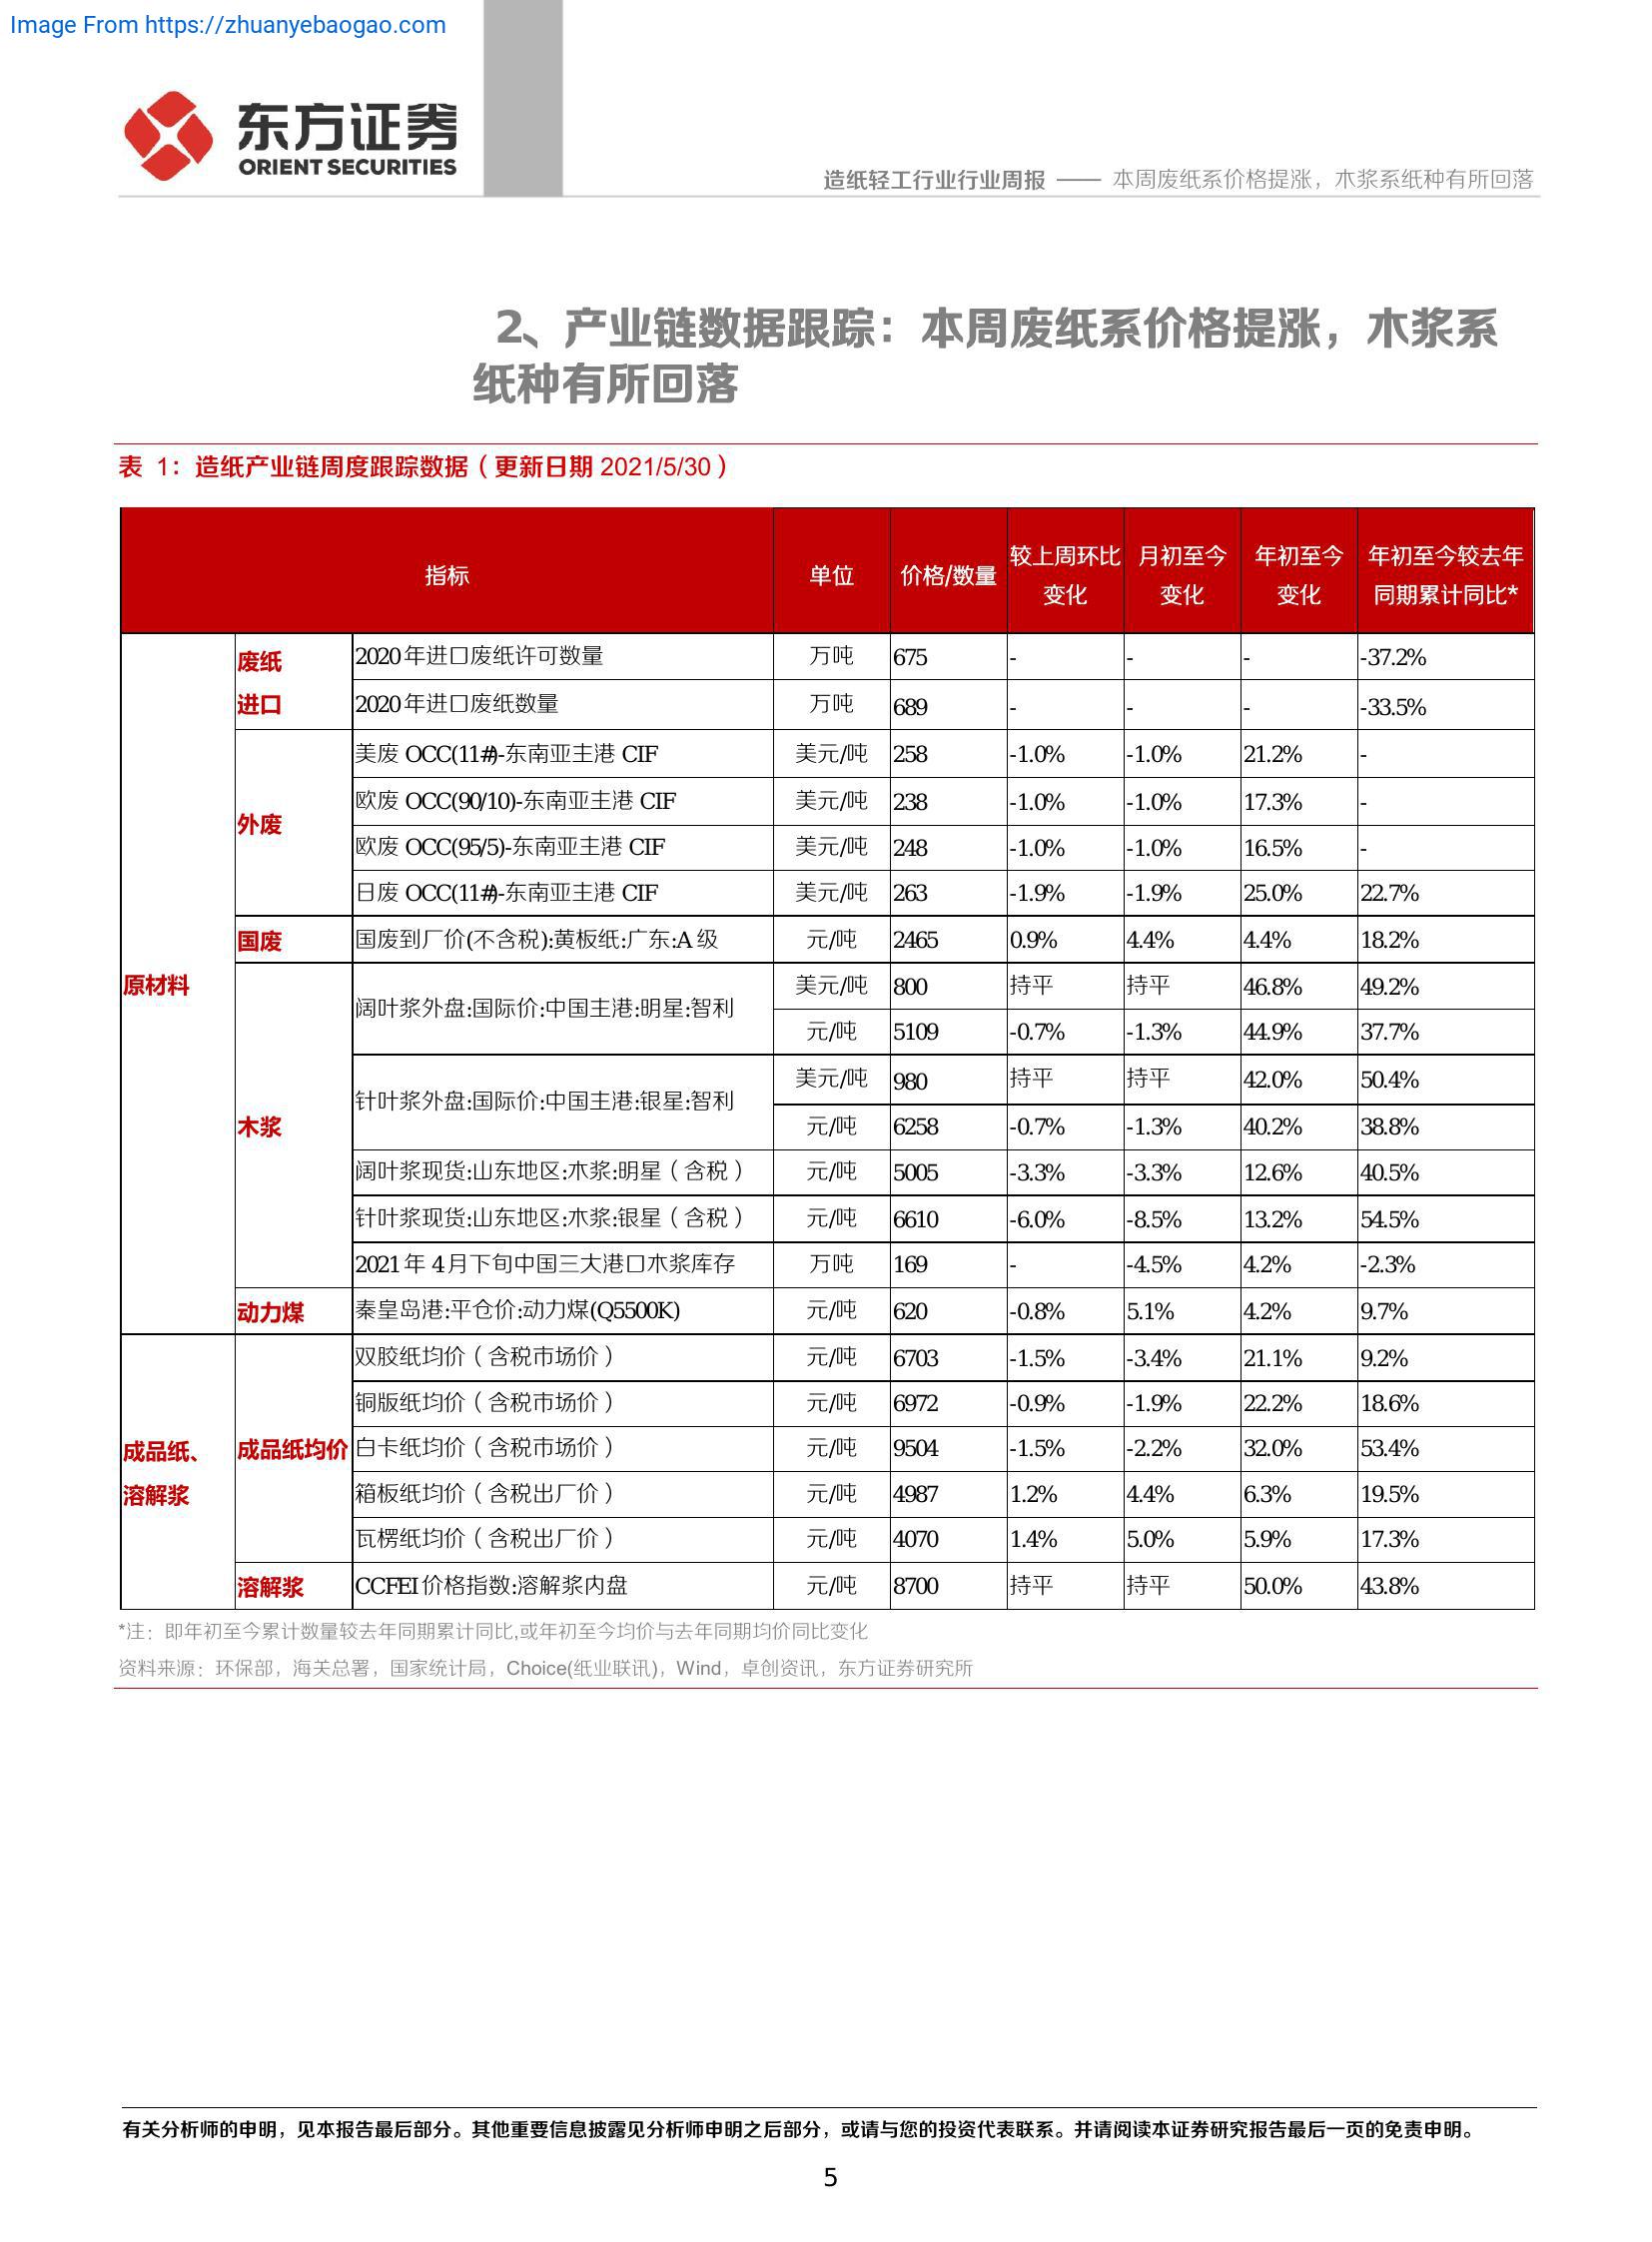 Image From https://zhuanyebaogao.com
东方证券
ORIENT SECURITIES
造纸轻工行业行业周报 —— 本周废纸系价格提涨，木浆系纸种有所回落
2、产业链数据跟踪：本周废纸系价格提涨，木浆系
纸种有所回落
表 1：造纸产业链周度跟踪数据（更新日期 2021/5/30）
指标 单位 价格/数量 较上周环比变化 月初至今变化 年初至今变化 年初至今较去年同期累计同比*
原材料
废纸进口
2020 年进口废纸许可数量 万吨 675 - - - -37.2%
2020 年进口废纸数量 万吨 689 - - - -33.5%
外废
美废 OCC(11#)-东南亚主港 CIF 美元/吨 258 -1.0% -1.0% 21.2% -
欧废 OCC(90/10)-东南亚主港 CIF 美元/吨 238 -1.0% -1.0% 17.3% -
欧废 OCC(95/5)-东南亚主港 CIF 美元/吨 248 -1.0% -1.0% 16.5% -
日废 OCC(11#)-东南亚主港 CIF 美元/吨 263 -1.9% -1.9% 25.0% 22.7%
国废 国废到厂价(不含税):黄板纸:广东:A 级 元/吨 2465 0.9% 4.4% 4.4% 18.2%
木浆
阔叶浆外盘:国际价:中国主港:明星:智利 美元/吨 800 持平 持平 46.8% 49.2%
元/吨 5109 -0.7% -1.3% 44.9% 37.7%
针叶浆外盘:国际价:中国主港:银星:智利 美元/吨 980 持平 持平 42.0% 50.4%
元/吨 6258 -0.7% -1.3% 40.2% 38.8%
阔叶浆现货:山东地区:木浆:明星（含税） 元/吨 5005 -3.3% -3.3% 12.6% 40.5%
针叶浆现货:山东地区:木浆:银星（含税） 元/吨 6610 -6.0% -8.5% 13.2% 54.5%
2021 年 4 月下旬中国三大港口木浆库存 万吨 169 - -4.5% 4.2% -2.3%
动力煤 秦皇岛港:平仓价:动力煤(Q5500K) 元/吨 620 -0.8% 5.1% 4.2% 9.7%
成品纸、溶解浆
成品纸均价
双胶纸均价（含税市场价） 元/吨 6703 -1.5% -3.4% 21.1% 9.2%
铜版纸均价（含税市场价） 元/吨 6972 -0.9% -1.9% 22.2% 18.6%
白卡纸均价（含税市场价） 元/吨 9504 -1.5% -2.2% 32.0% 53.4%
箱板纸均价（含税出厂价） 元/吨 4987 1.2% 4.4% 6.3% 19.5%
瓦楞纸均价（含税出厂价） 元/吨 4070 1.4% 5.0% 5.9% 17.3%
溶解浆 CCFEI 价格指数:溶解浆内盘 元/吨 8700 持平 持平 50.0% 43.8%
*注：即年初至今累计数量较去年同期累计同比,或年初至今均价与去年同期均价同比变化
资料来源：环保部，海关总署，国家统计局，Choice(纸业联讯)，Wind，卓创资讯，东方证券研究所
有关分析师的申明，见本报告最后部分。其他重要信息披露见分析师申明之后部分，或请与您的投资代表联系。并请阅读本证券研究报告最后一页的免责申明。
5